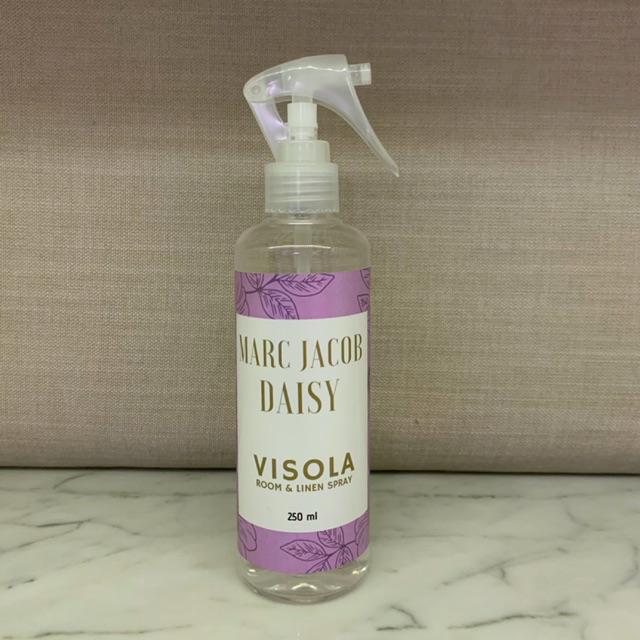 MARC JACOB
DAISY
VISOLA
ROOM & LINEN SPRAY
250 ml